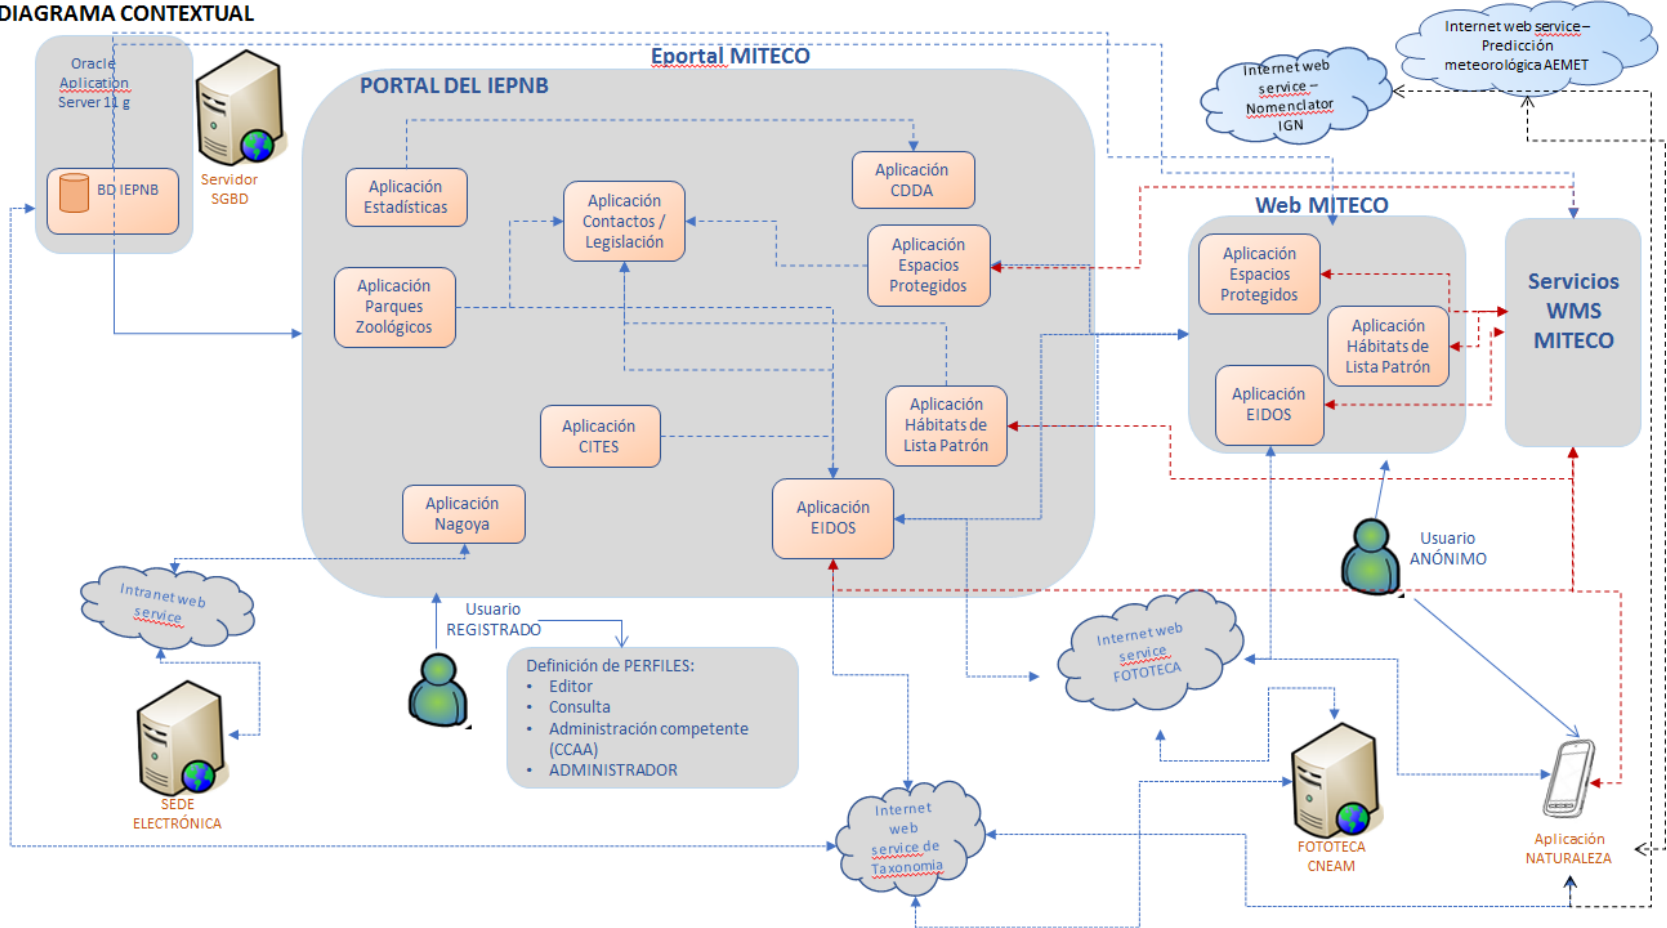 DIAGRAMA CONTEXTUAL
Oracle
Aplication
Server 11 g
BD IEPNB
Servidor
SGBD
Eportal MITECO
PORTAL DEL IEPNB
Aplicación
Estadísticas
Aplicación
Contactos /
Legislación
Aplicación
CDDA
Aplicación
Espacios
Protegidos
Aplicación
Parques
Zoológicos
Aplicación
CITES
Aplicación
Hábitats de
Lista Patrón
Aplicación
Nagoya
Aplicación
EIDOS
Internet web
service –
Nomenclator
IGN
Internet web service –
Predicción
meteorológica AEMET
Web MITECO
Aplicación
Espacios
Protegidos
Aplicación
Hábitats de
Lista Patrón
Aplicación
EIDOS
Servicios
WMS
MITECO
Usuario
ANÓNIMO
Intranet web
service
SEDE
ELECTRÓNICA
Usuario
REGISTRADO
Definición de PERFILES:
• Editor
• Consulta
• Administración competente
(CCAA)
• ADMINISTRADOR
Internet web
service
FOTOTECA
Internet
web
service de
Taxonomia
FOTOTECA
CNEAM
Aplicación
NATURALEZA